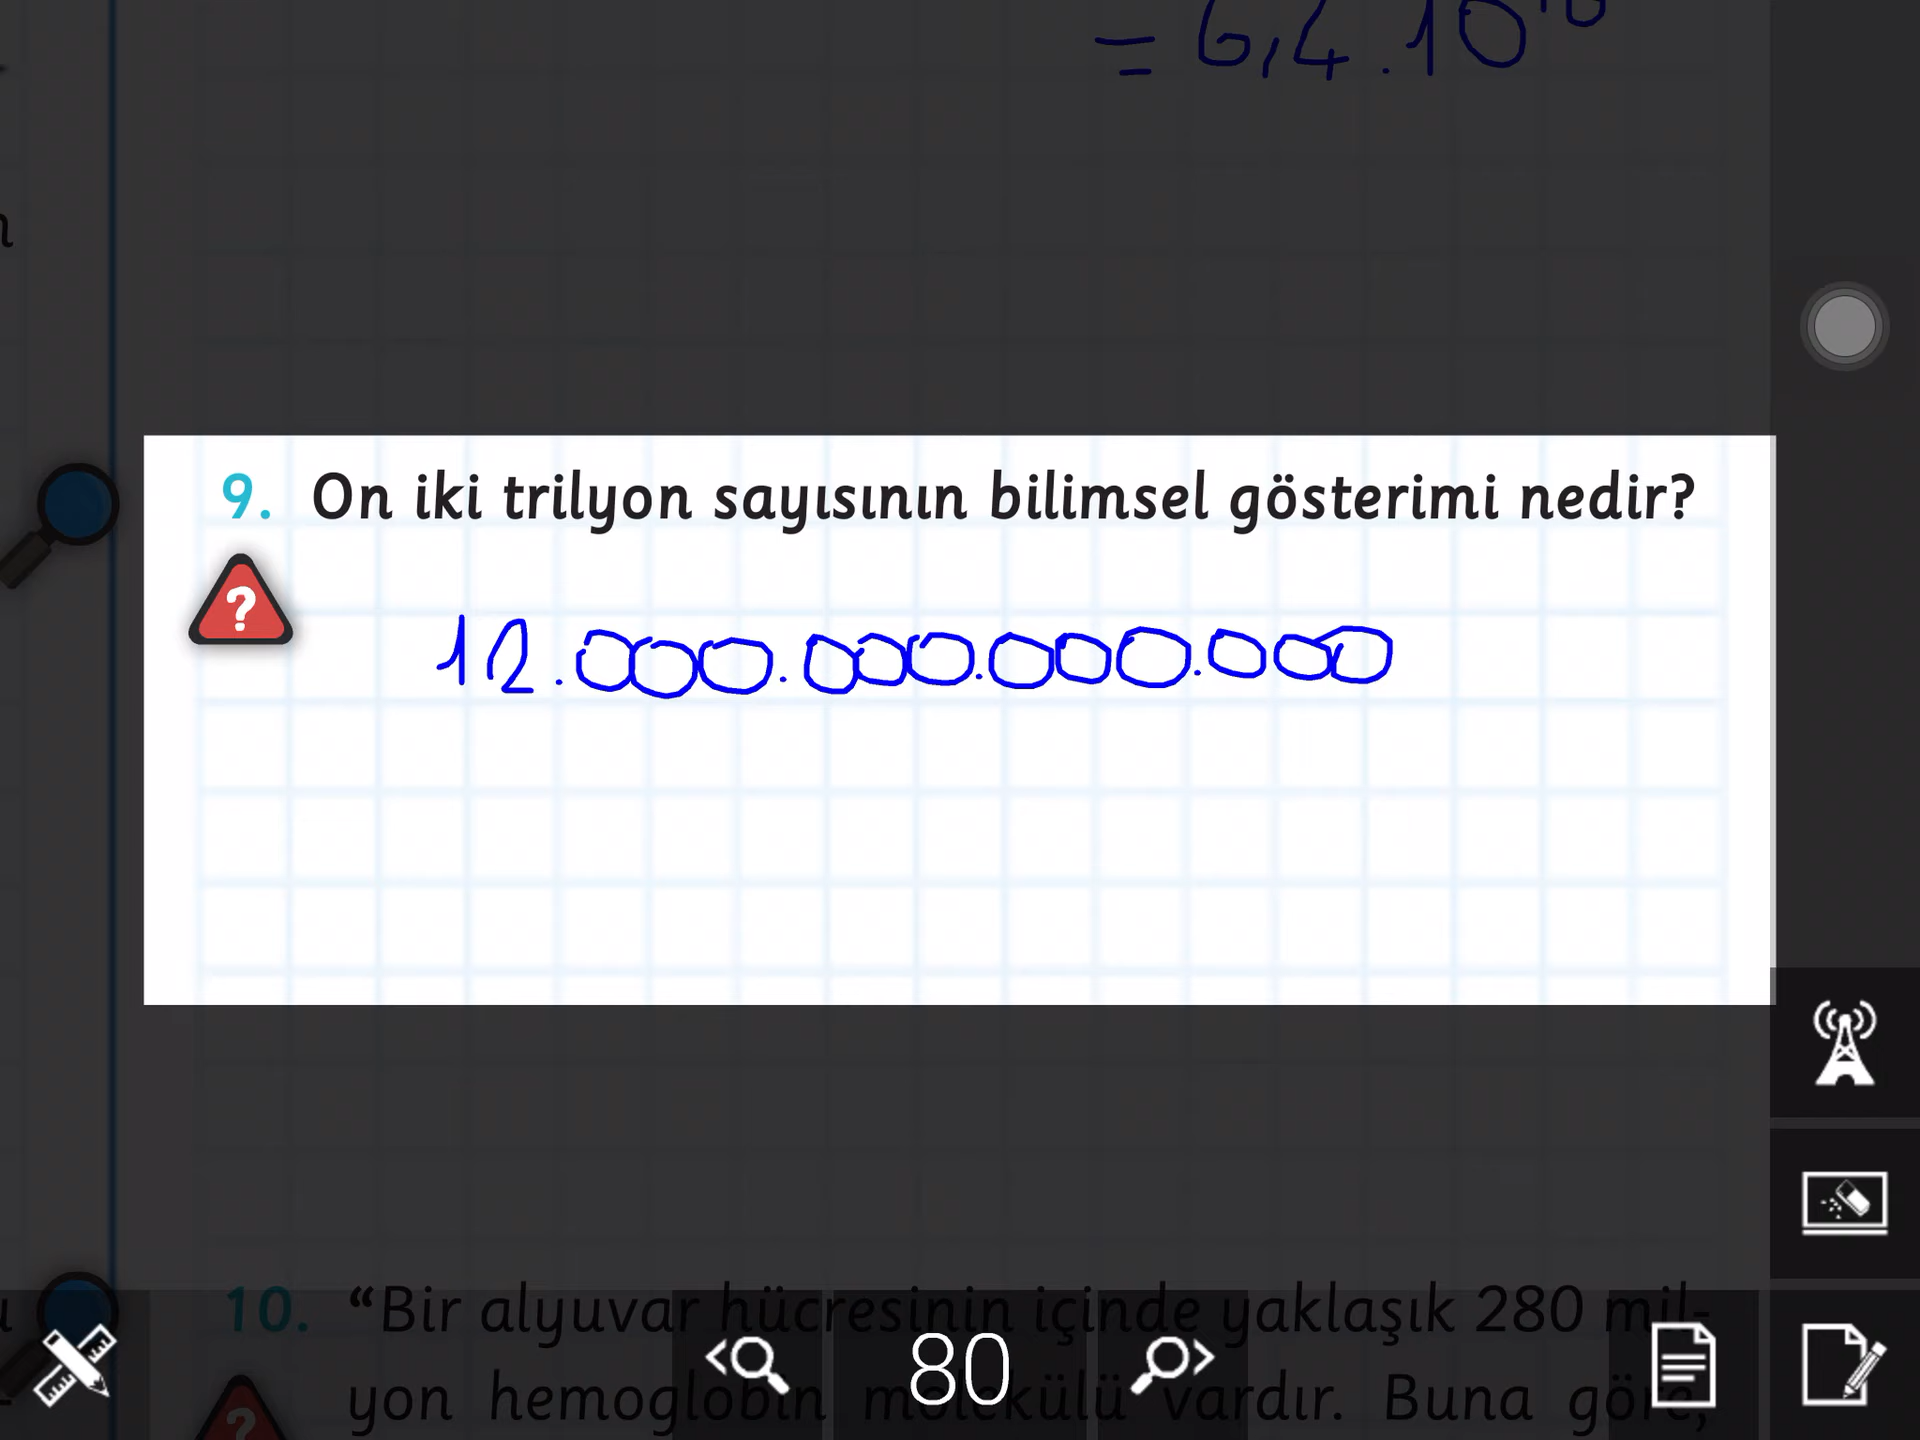 = 6,4.10
9. On iki trilyon sayısının bilimsel gösterimi nedir?
?
12.000.000.000.000
10. “Bir alyuvar hücresinin içinde yaklaşık 280 mil-
yon hemoglobin molekülü vardır. Buna göre,
?
80